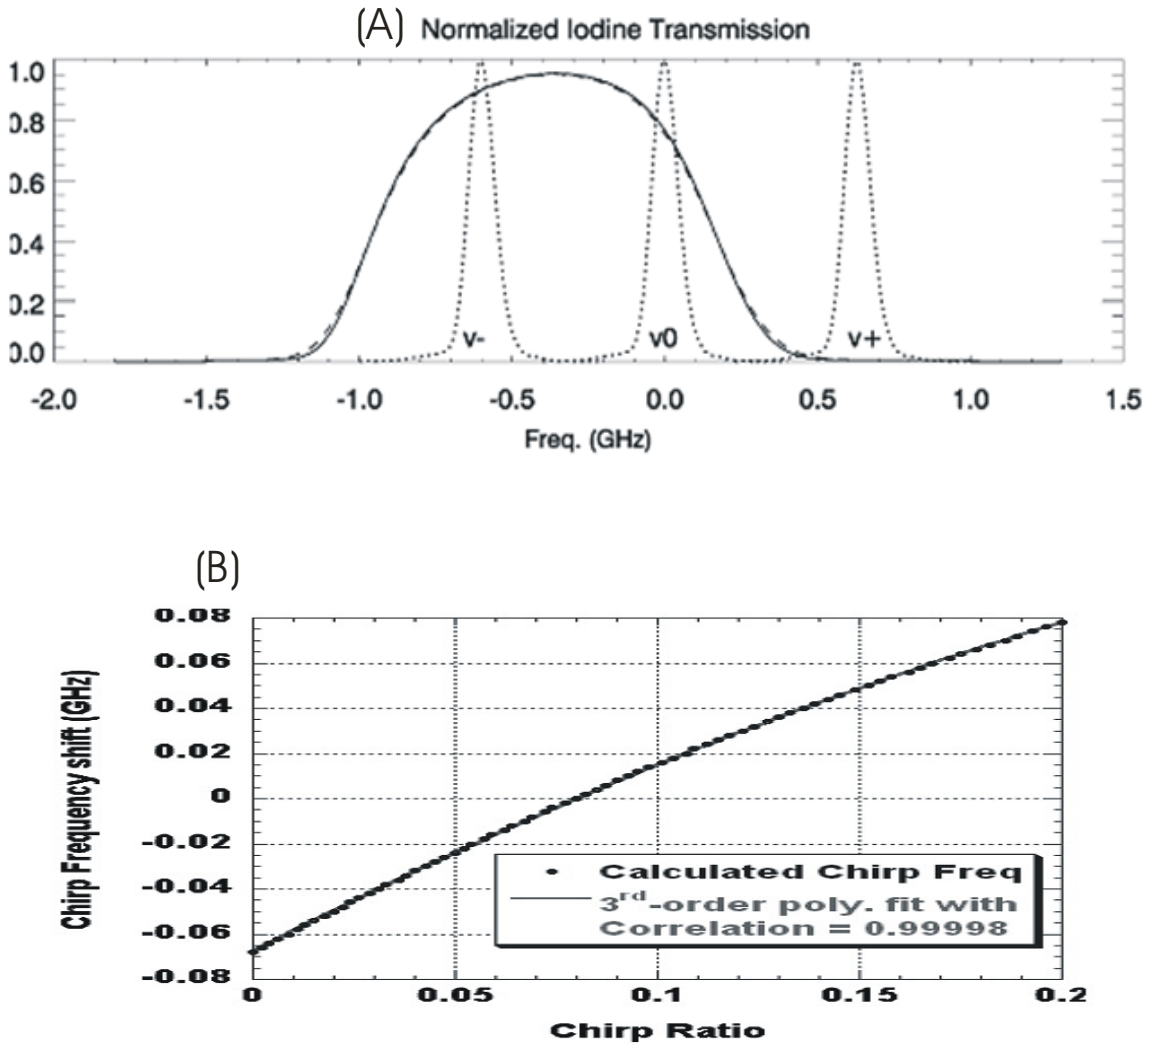 (A) Normalized Iodine Transmission
1.0
0.8
0.6
0.4
0.2
0.0
v- v0 v+
-2.0 -1.5 -1.0 -0.5 0.0 0.5 1.0 1.5
Freq. (GHz)
(B)
0.08
0.06
0.04
0.02
0
-0.02
-0.04
-0.06
-0.08
Chirp Frequency shift (GHz)
Calculated Chirp Freq
3rd-order poly. fit with
Correlation = 0.99998
0 0.05 0.1 0.15 0.2
Chirp Ratio